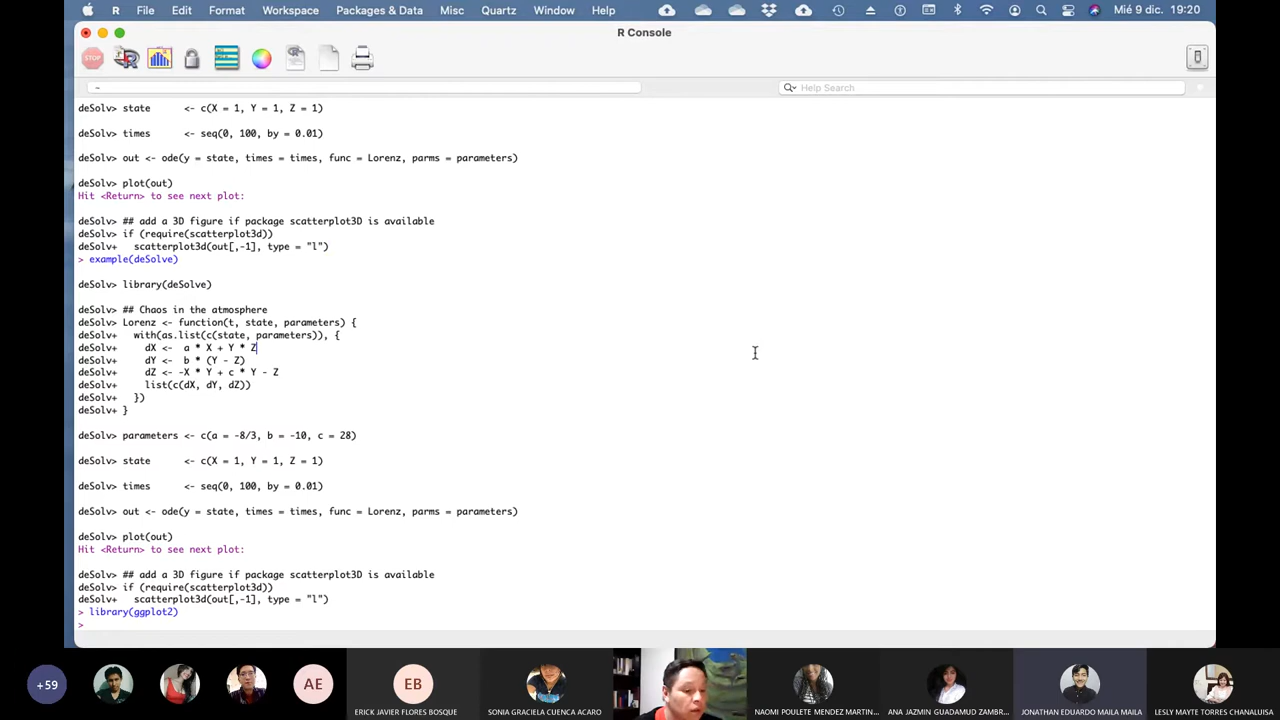 R File Edit Format Workspace Packages & Data Misc Quartz Window Help Mié 9 dic. 19:20
R Console
STOP
~
Help Search
deSolv> state <- c(X = 1, Y = 1, Z = 1)
deSolv> times <- seq(0, 100, by = 0.01)
deSolv> out <- ode(y = state, times = times, func = Lorenz, parms = parameters)
deSolv> plot(out)
Hit <Return> to see next plot:
deSolv> ## add a 3D figure if package scatterplot3D is available
deSolv> if (require(scatterplot3d))
deSolv+ scatterplot3d(out[,-1], type = "l")
> example(deSolve)
deSolv> library(deSolve)
deSolv> ## Chaos in the atmosphere
deSolv> Lorenz <- function(t, state, parameters) {
deSolv+ with(as.list(c(state, parameters)), {
deSolv+ dX <- a * X + Y * Z
deSolv+ dY <- b * (Y - Z)
deSolv+ dZ <- -X * Y + c * Y - Z
deSolv+ list(c(dX, dY, dZ))
deSolv+ })
deSolv+ }
deSolv> parameters <- c(a = -8/3, b = -10, c = 28)
deSolv> state <- c(X = 1, Y = 1, Z = 1)
deSolv> times <- seq(0, 100, by = 0.01)
deSolv> out <- ode(y = state, times = times, func = Lorenz, parms = parameters)
deSolv> plot(out)
Hit <Return> to see next plot:
deSolv> ## add a 3D figure if package scatterplot3D is available
deSolv> if (require(scatterplot3d))
deSolv+ scatterplot3d(out[,-1], type = "l")
> library(ggplot2)
>
+59
AE
EB
ERICK JAVIER FLORES BOSQUE
SONIA GRACIELA CUENCA ACARO
NAOMI POULETE MENDEZ MARTIN...
ANA JAZMIN GUADAMUD ZAMBR...
JONATHAN EDUARDO MAILA MAILA
LESLY MAYTE TORRES CHANALUISA